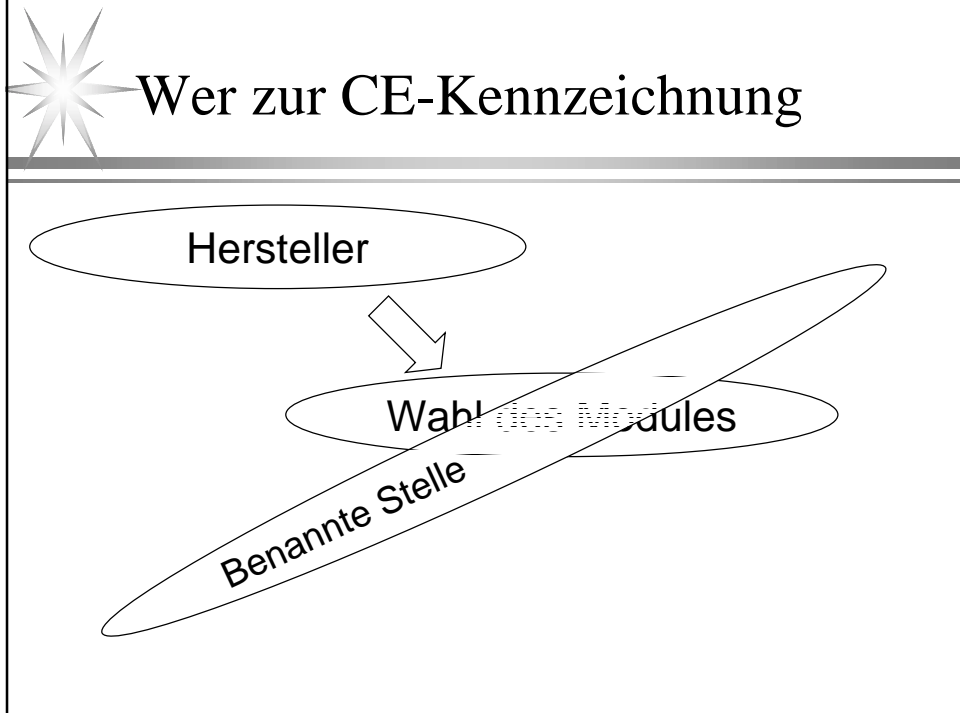 Wer zur CE-Kennzeichnung
Hersteller
Wahl des Modules
Benannte Stelle